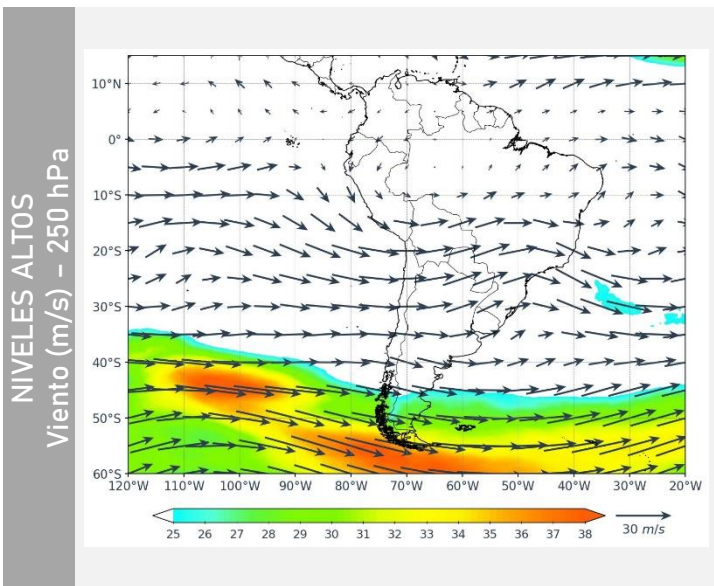 NIVELES ALTOS
Viento (m/s) – 250 hPa
10°N
0°
10°S
20°S
30°S
40°S
50°S
60°S
120°W 110°W 100°W 90°W 80°W 70°W 60°W 50°W 40°W 30°W 20°W
25 26 27 28 29 30 31 32 33 34 35 36 37 38
30 m/s